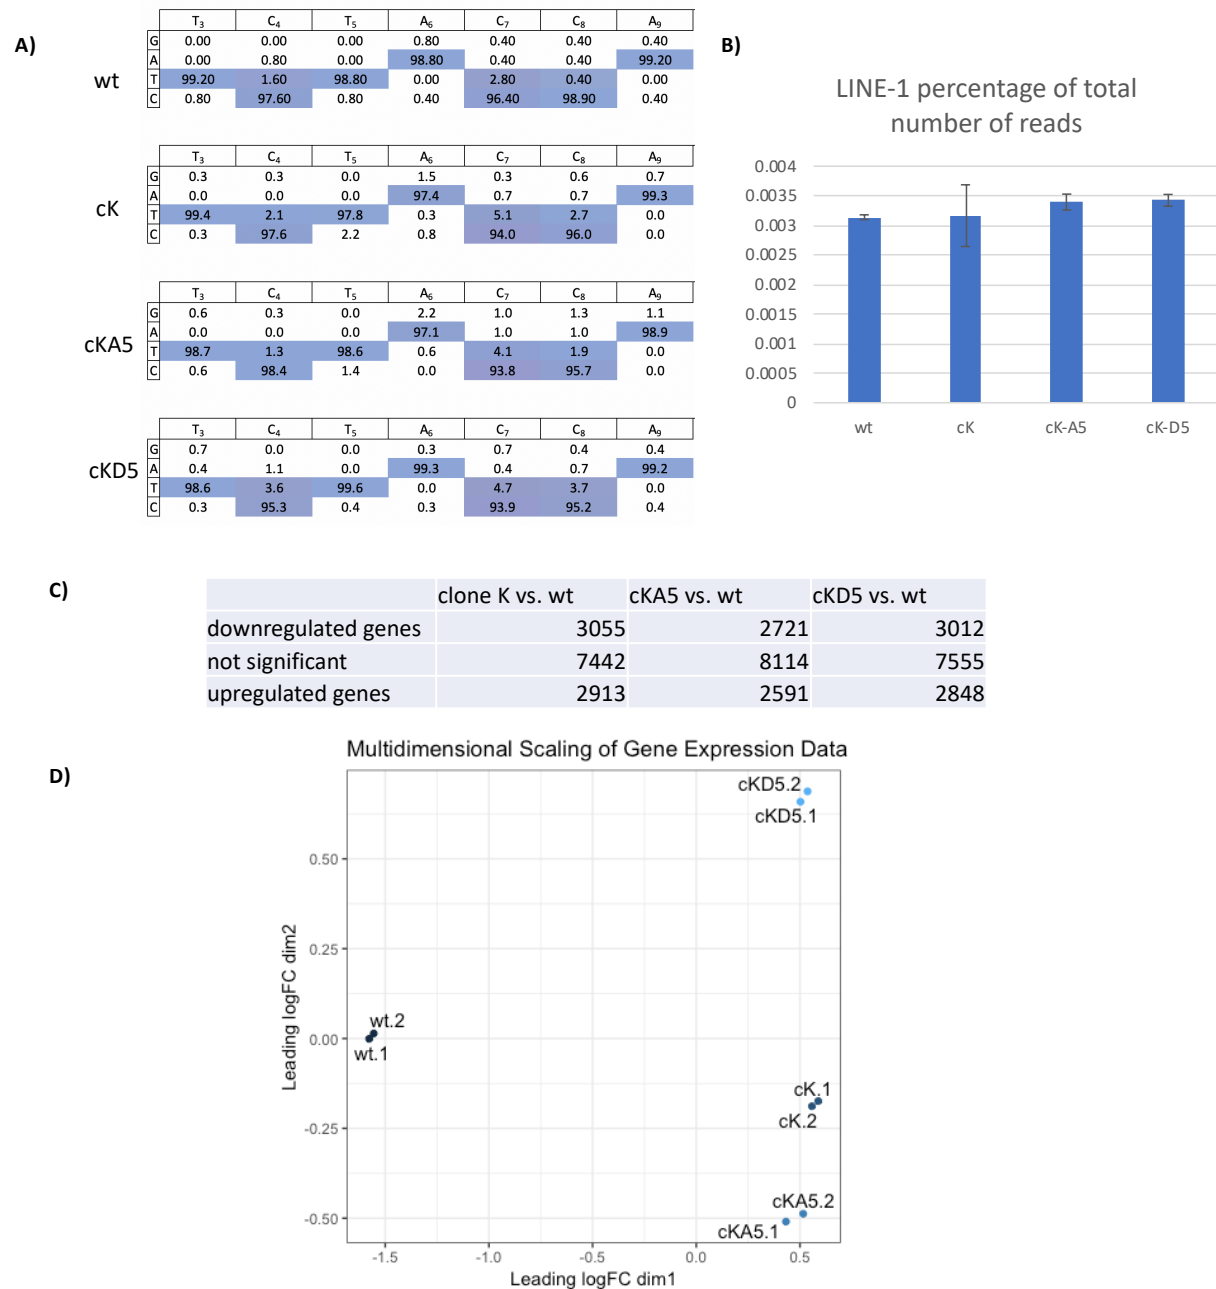 A)
wt
T₃ C₄ T₅ A₆ C₇ C₈ A₉
G 0.00 0.00 0.00 0.80 0.40 0.40 0.40
A 0.00 0.80 0.00 98.80 0.40 0.40 99.20
T 99.20 1.60 98.80 0.00 2.80 0.40 0.00
C 0.80 97.60 0.80 0.40 96.40 98.90 0.40
cK
T₃ C₄ T₅ A₆ C₇ C₈ A₉
G 0.3 0.3 0.0 1.5 0.3 0.6 0.7
A 0.0 0.0 0.0 97.4 0.7 0.7 99.3
T 99.4 2.1 97.8 0.3 5.1 2.7 0.0
C 0.3 97.6 2.2 0.8 94.0 96.0 0.0
cKA5
T₃ C₄ T₅ A₆ C₇ C₈ A₉
G 0.6 0.3 0.0 2.2 1.0 1.3 1.1
A 0.0 0.0 0.0 97.1 1.0 1.0 98.9
T 98.7 1.3 98.6 0.6 4.1 1.9 0.0
C 0.6 98.4 1.4 0.0 93.8 95.7 0.0
cKD5
T₃ C₄ T₅ A₆ C₇ C₈ A₉
G 0.7 0.0 0.0 0.3 0.7 0.4 0.4
A 0.4 1.1 0.0 99.3 0.4 0.7 99.2
T 98.6 3.6 99.6 0.0 4.7 3.7 0.0
C 0.3 95.3 0.4 0.3 93.9 95.2 0.4
B)
LINE-1 percentage of total
number of reads
0.004
0.0035
0.003
0.0025
0.002
0.0015
0.001
0.0005
0
wt cK cK-A5 cK-D5
C)
clone K vs. wt cKA5 vs. wt cKD5 vs. wt
downregulated genes 3055 2721 3012
not significant 7442 8114 7555
upregulated genes 2913 2591 2848
D)
Multidimensional Scaling of Gene Expression Data
cKD5.2
cKD5.1
wt.2
wt.1
cK.1
cK.2
cKA5.2
cKA5.1
0.50
0.25
0.00
-0.25
-0.50
Leading logFC dim2
-1.5 -1.0 -0.5 0.0 0.5
Leading logFC dim1